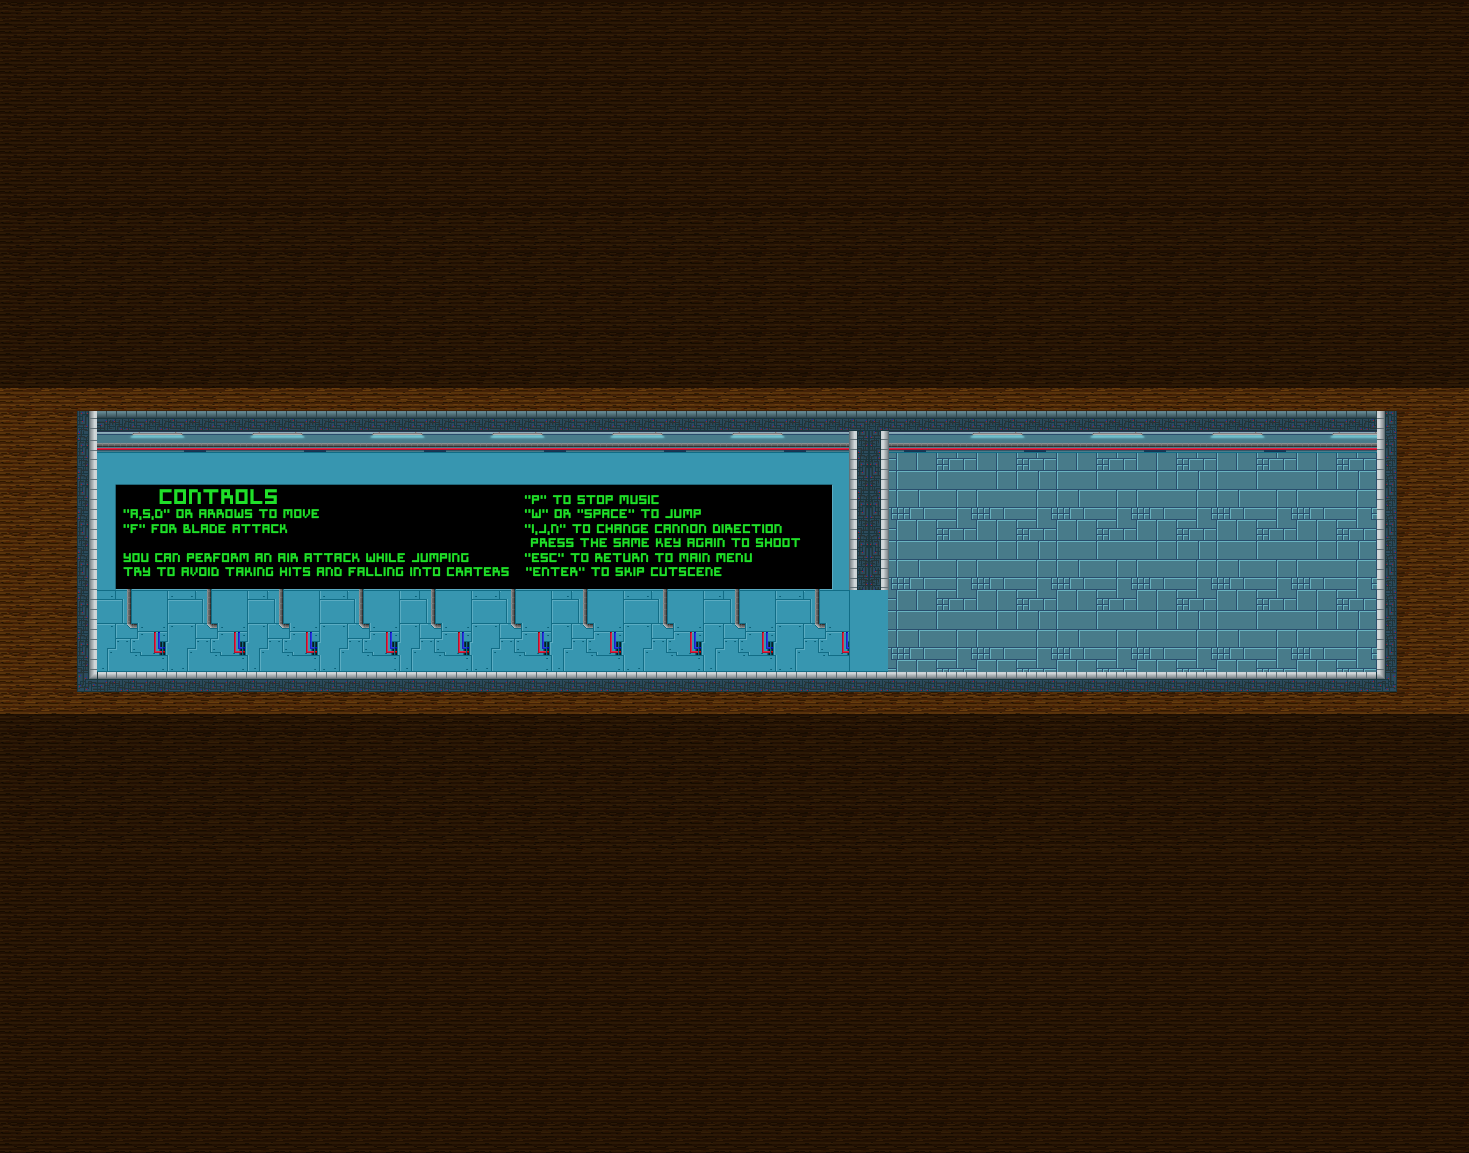 CONTROLS
"A,S,D" OR ARROWS TO MOVE
"F" FOR BLADE ATTACK
YOU CAN PERFORM AN AIR ATTACK WHILE JUMPING
TRY TO AVOID TAKING HITS AND FALLING INTO CRATERS
"P" TO STOP MUSIC
"W" OR "SPACE" TO JUMP
"I,J,N" TO CHANGE CANNON DIRECTION
PRESS THE SAME KEY AGAIN TO SHOOT
"ESC" TO RETURN TO MAIN MENU
"ENTER" TO SKIP CUTSCENE